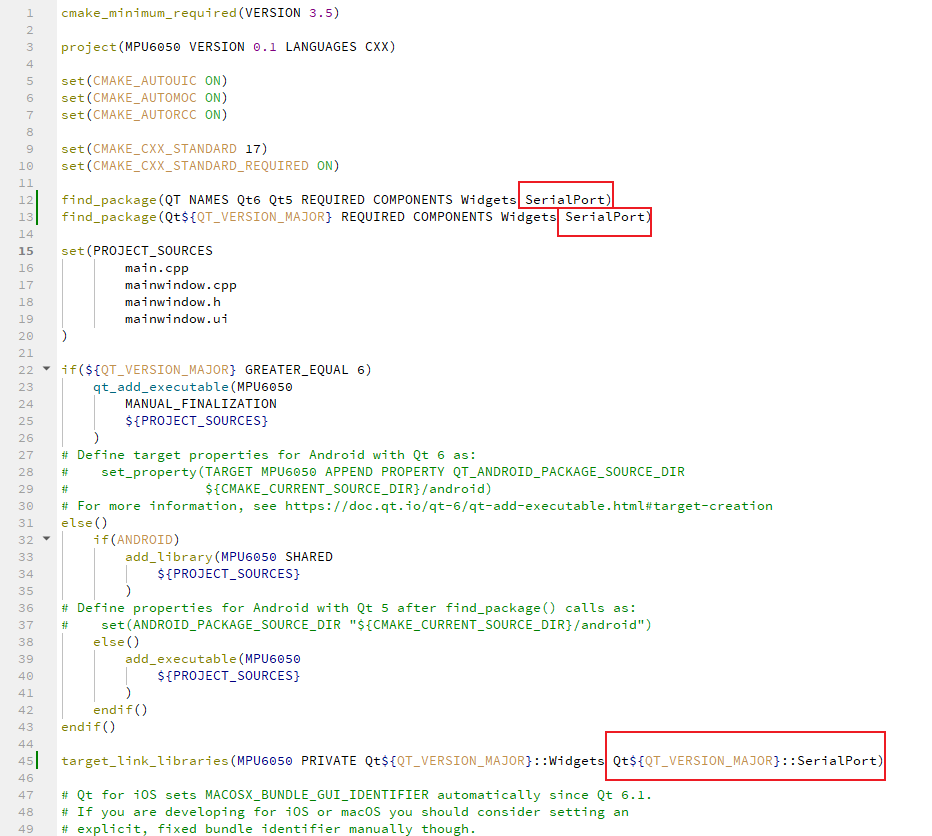 1 cmake_minimum_required(VERSION 3.5)
2
3 project(MPU6050 VERSION 0.1 LANGUAGES CXX)
4
5 set(CMAKE_AUTOUIC ON)
6 set(CMAKE_AUTOMOC ON)
7 set(CMAKE_AUTORCC ON)
8
9 set(CMAKE_CXX_STANDARD 17)
10 set(CMAKE_CXX_STANDARD_REQUIRED ON)
11
12 find_package(QT NAMES Qt6 Qt5 REQUIRED COMPONENTS Widgets SerialPort)
13 find_package(Qt${QT_VERSION_MAJOR} REQUIRED COMPONENTS Widgets SerialPort)
14
15 set(PROJECT_SOURCES
16         main.cpp
17         mainwindow.cpp
18         mainwindow.h
19         mainwindow.ui
20 )
21
22 if(${QT_VERSION_MAJOR} GREATER_EQUAL 6)
23     qt_add_executable(MPU6050
24         MANUAL_FINALIZATION
25         ${PROJECT_SOURCES}
26     )
27 # Define target properties for Android with Qt 6 as:
28 #    set_property(TARGET MPU6050 APPEND PROPERTY QT_ANDROID_PACKAGE_SOURCE_DIR
29 #                 ${CMAKE_CURRENT_SOURCE_DIR}/android)
30 # For more information, see https://doc.qt.io/qt-6/qt-add-executable.html#target-creation
31 else()
32     if(ANDROID)
33         add_library(MPU6050 SHARED
34             ${PROJECT_SOURCES}
35         )
36 # Define properties for Android with Qt 5 after find_package() calls as:
37 #    set(ANDROID_PACKAGE_SOURCE_DIR "${CMAKE_CURRENT_SOURCE_DIR}/android")
38     else()
39         add_executable(MPU6050
40             ${PROJECT_SOURCES}
41         )
42     endif()
43 endif()
44
45 target_link_libraries(MPU6050 PRIVATE Qt${QT_VERSION_MAJOR}::Widgets Qt${QT_VERSION_MAJOR}::SerialPort)
46
47 # Qt for iOS sets MACOSX_BUNDLE_GUI_IDENTIFIER automatically since Qt 6.1.
48 # If you are developing for iOS or macOS you should consider setting an
49 # explicit, fixed bundle identifier manually though.